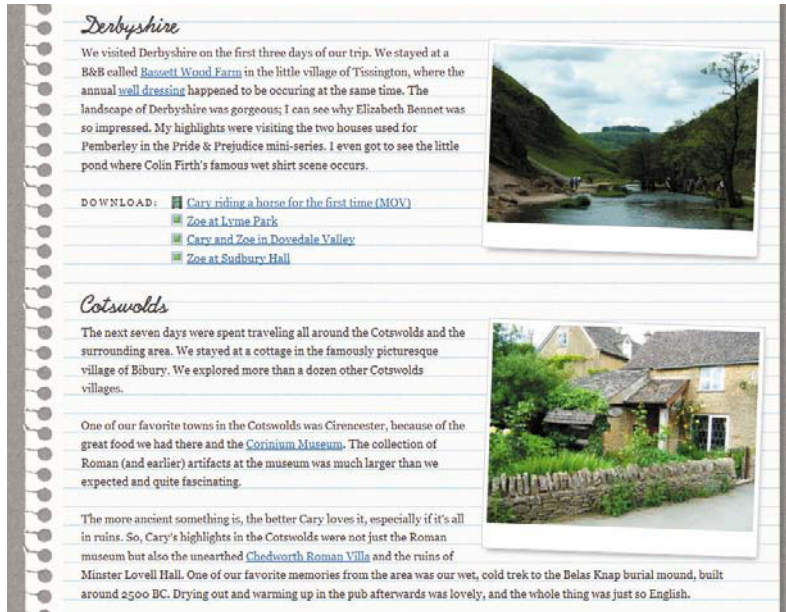 Derbyshire
We visited Derbyshire on the first three days of our trip. We stayed at a
B&B called Bassett Wood Farm in the little village of Tissington, where the
annual well dressing happened to be occuring at the same time. The
landscape of Derbyshire was gorgeous; I can see why Elizabeth Bennet was
so impressed. My highlights were visiting the two houses used for
Pemberley in the Pride & Prejudice mini-series. I even got to see the little
pond where Colin Firth's famous wet shirt scene occurs.
DOWNLOAD: Cary riding a horse for the first time (MOV)
Zoe at Lyme Park
Cary and Zoe in Dovedale Valley
Zoe at Sudbury Hall
Cotswolds
The next seven days were spent traveling all around the Cotswolds and the
surrounding area. We stayed at a cottage in the famously picturesque
village of Bibury. We explored more than a dozen other Cotswolds
villages.
One of our favorite towns in the Cotswolds was Cirencester, because of the
great food we had there and the Corinium Museum. The collection of
Roman (and earlier) artifacts at the museum was much larger than we
expected and quite fascinating.
The more ancient something is, the better Cary loves it, especially if it's all
in ruins. So, Cary's highlights in the Cotswolds were not just the Roman
museum but also the unearthed Chedworth Roman Villa and the ruins of
Minster Lovell Hall. One of our favorite memories from the area was our wet, cold trek to the Belas Knap burial mound, built
around 2500 BC. Drying out and warming up in the pub afterwards was lovely, and the whole thing was just so English.